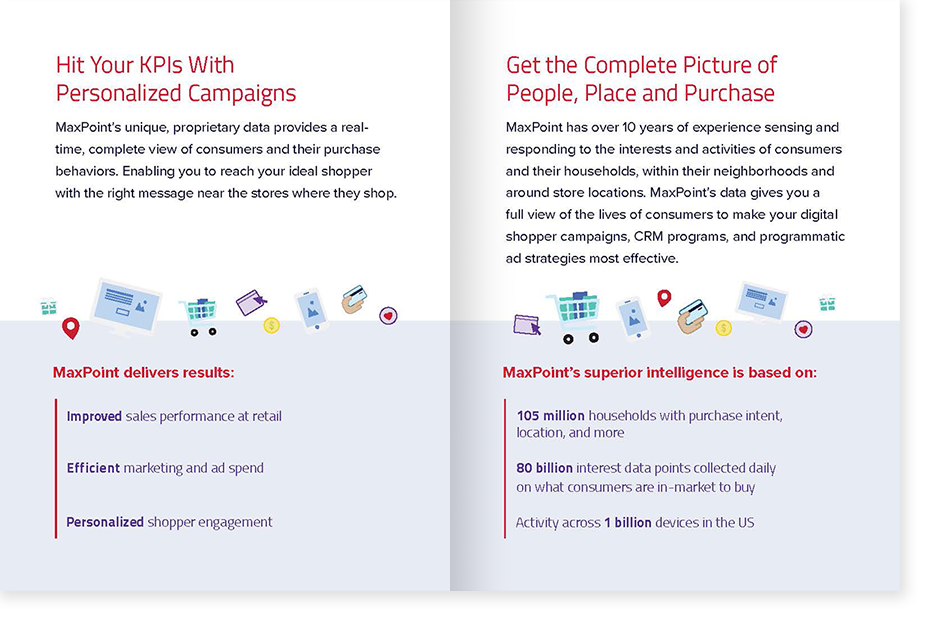 Hit Your KPIs With
Personalized Campaigns
MaxPoint's unique, proprietary data provides a real-
time, complete view of consumers and their purchase
behaviors. Enabling you to reach your ideal shopper
with the right message near the stores where they shop.
MaxPoint delivers results:
Improved sales performance at retail
Efficient marketing and ad spend
Personalized shopper engagement
Get the Complete Picture of
People, Place and Purchase
MaxPoint has over 10 years of experience sensing and
responding to the interests and activities of consumers
and their households, within their neighborhoods and
around store locations. MaxPoint's data gives you a
full view of the lives of consumers to make your digital
shopper campaigns, CRM programs, and programmatic
ad strategies most effective.
MaxPoint's superior intelligence is based on:
105 million households with purchase intent,
location, and more
80 billion interest data points collected daily
on what consumers are in-market to buy
Activity across 1 billion devices in the US